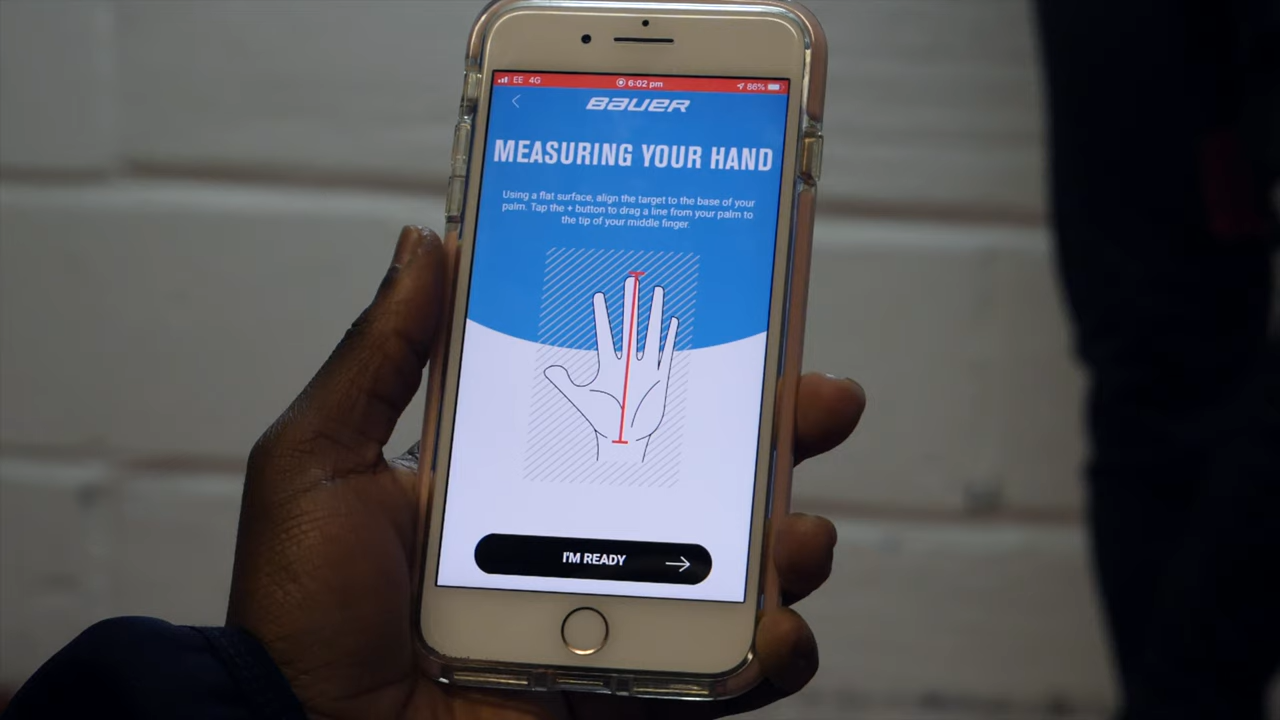 EE 4G 6:02 pm 86%
BAUER
MEASURING YOUR HAND
Using a flat surface, align the target to the base of your
palm. Tap the + button to drag a line from your palm to
the tip of your middle finger.
I'M READY